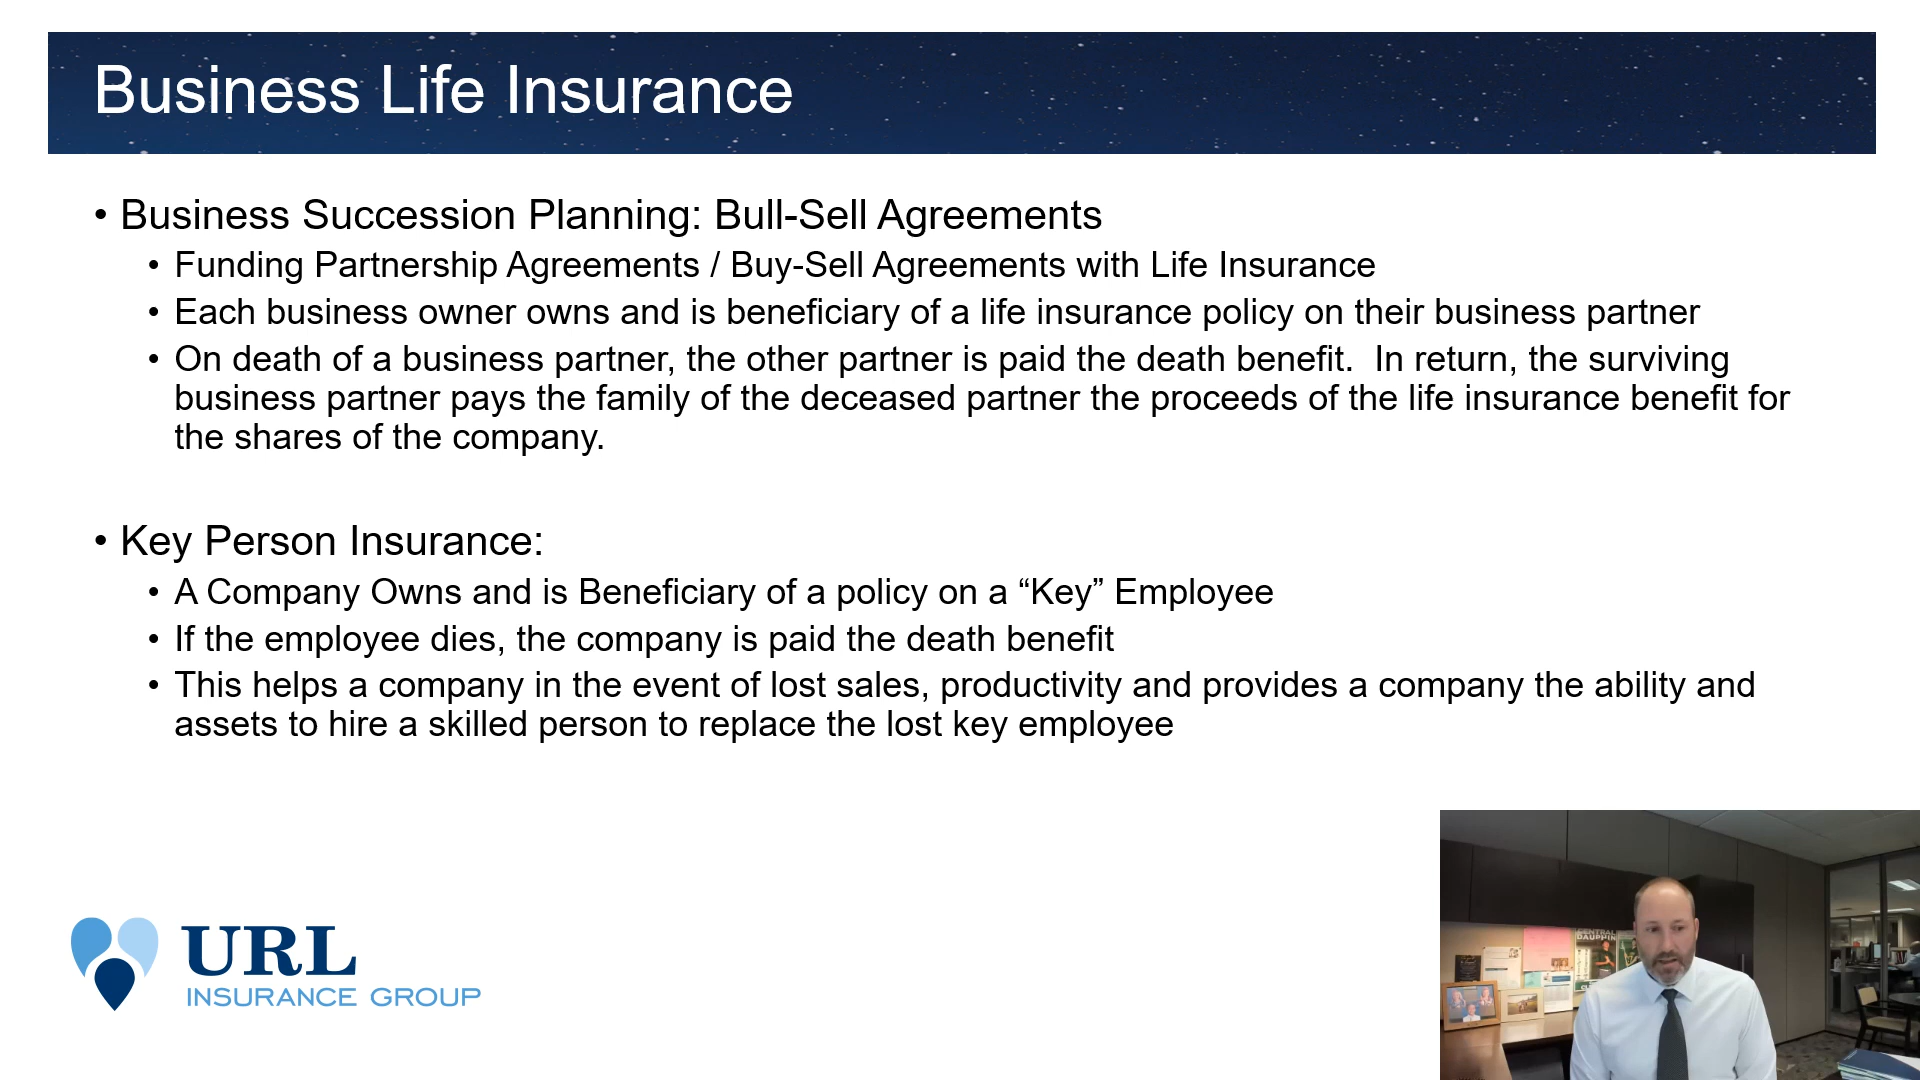 Business Life Insurance
• Business Succession Planning: Bull-Sell Agreements
• Funding Partnership Agreements / Buy-Sell Agreements with Life Insurance
• Each business owner owns and is beneficiary of a life insurance policy on their business partner
• On death of a business partner, the other partner is paid the death benefit.  In return, the surviving
business partner pays the family of the deceased partner the proceeds of the life insurance benefit for
the shares of the company.
• Key Person Insurance:
• A Company Owns and is Beneficiary of a policy on a “Key” Employee
• If the employee dies, the company is paid the death benefit
• This helps a company in the event of lost sales, productivity and provides a company the ability and
assets to hire a skilled person to replace the lost key employee
URL
INSURANCE GROUP
CENTRAL
DAUPHIN